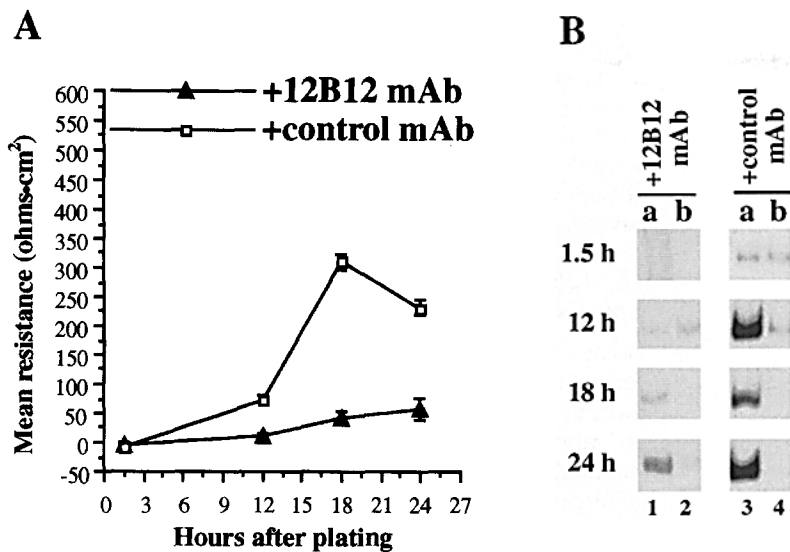 A
Mean resistance (ohms•cm²)
600
550
500
450
400
350
300
250
200
150
100
50
0
-50
+12B12 mAb
+control mAb
0 3 6 9 12 15 18 21 24 27
Hours after plating
B
+12B12
mAb
+control
mAb
a b a b
1.5 h
12 h
18 h
24 h
1 2 3 4